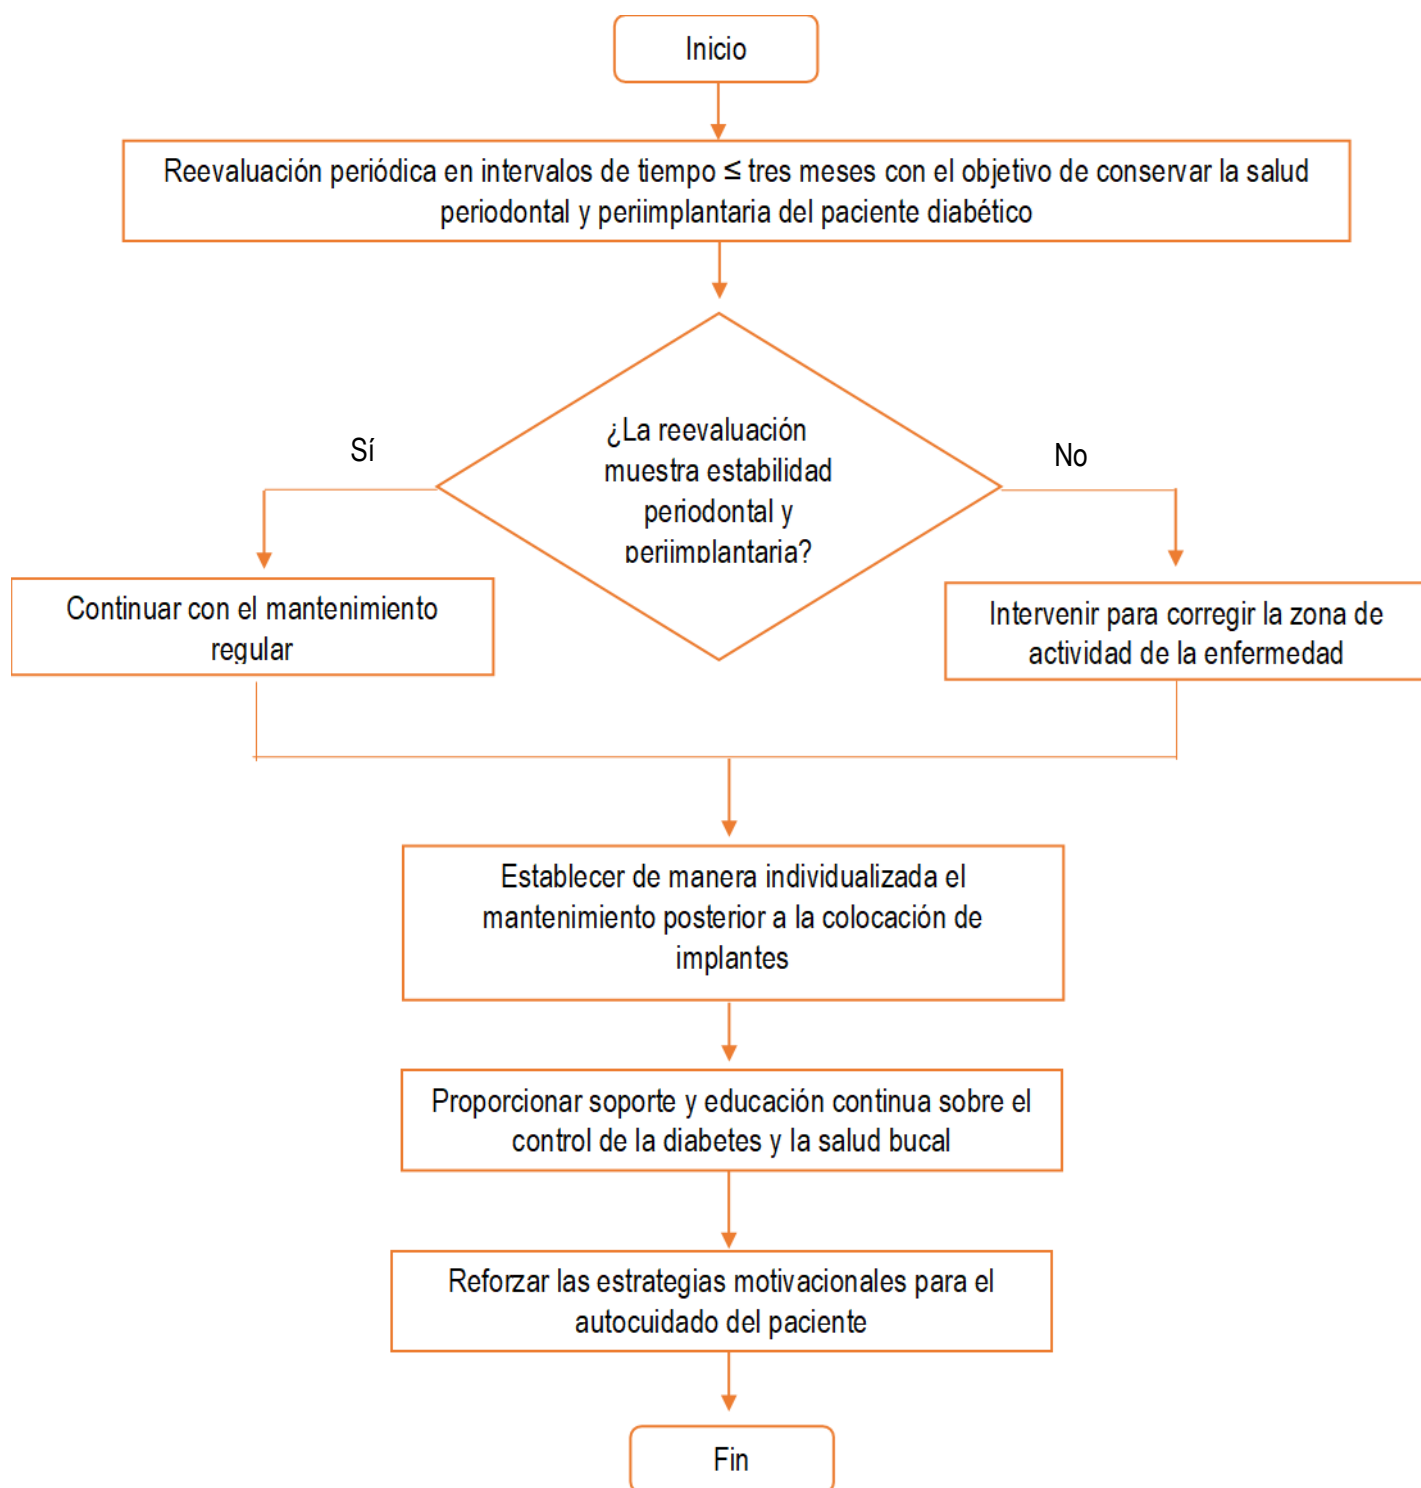 Inicio
Reevaluación periódica en intervalos de tiempo ≤ tres meses con el objetivo de conservar la salud
periodontal y periimplantaria del paciente diabético
¿La reevaluación
muestra estabilidad
periodontal y
periimplantaria?
Sí
No
Continuar con el mantenimiento
regular
Intervenir para corregir la zona de
actividad de la enfermedad
Establecer de manera individualizada el
mantenimiento posterior a la colocación de
implantes
Proporcionar soporte y educación continua sobre el
control de la diabetes y la salud bucal
Reforzar las estrategias motivacionales para el
autocuidado del paciente
Fin